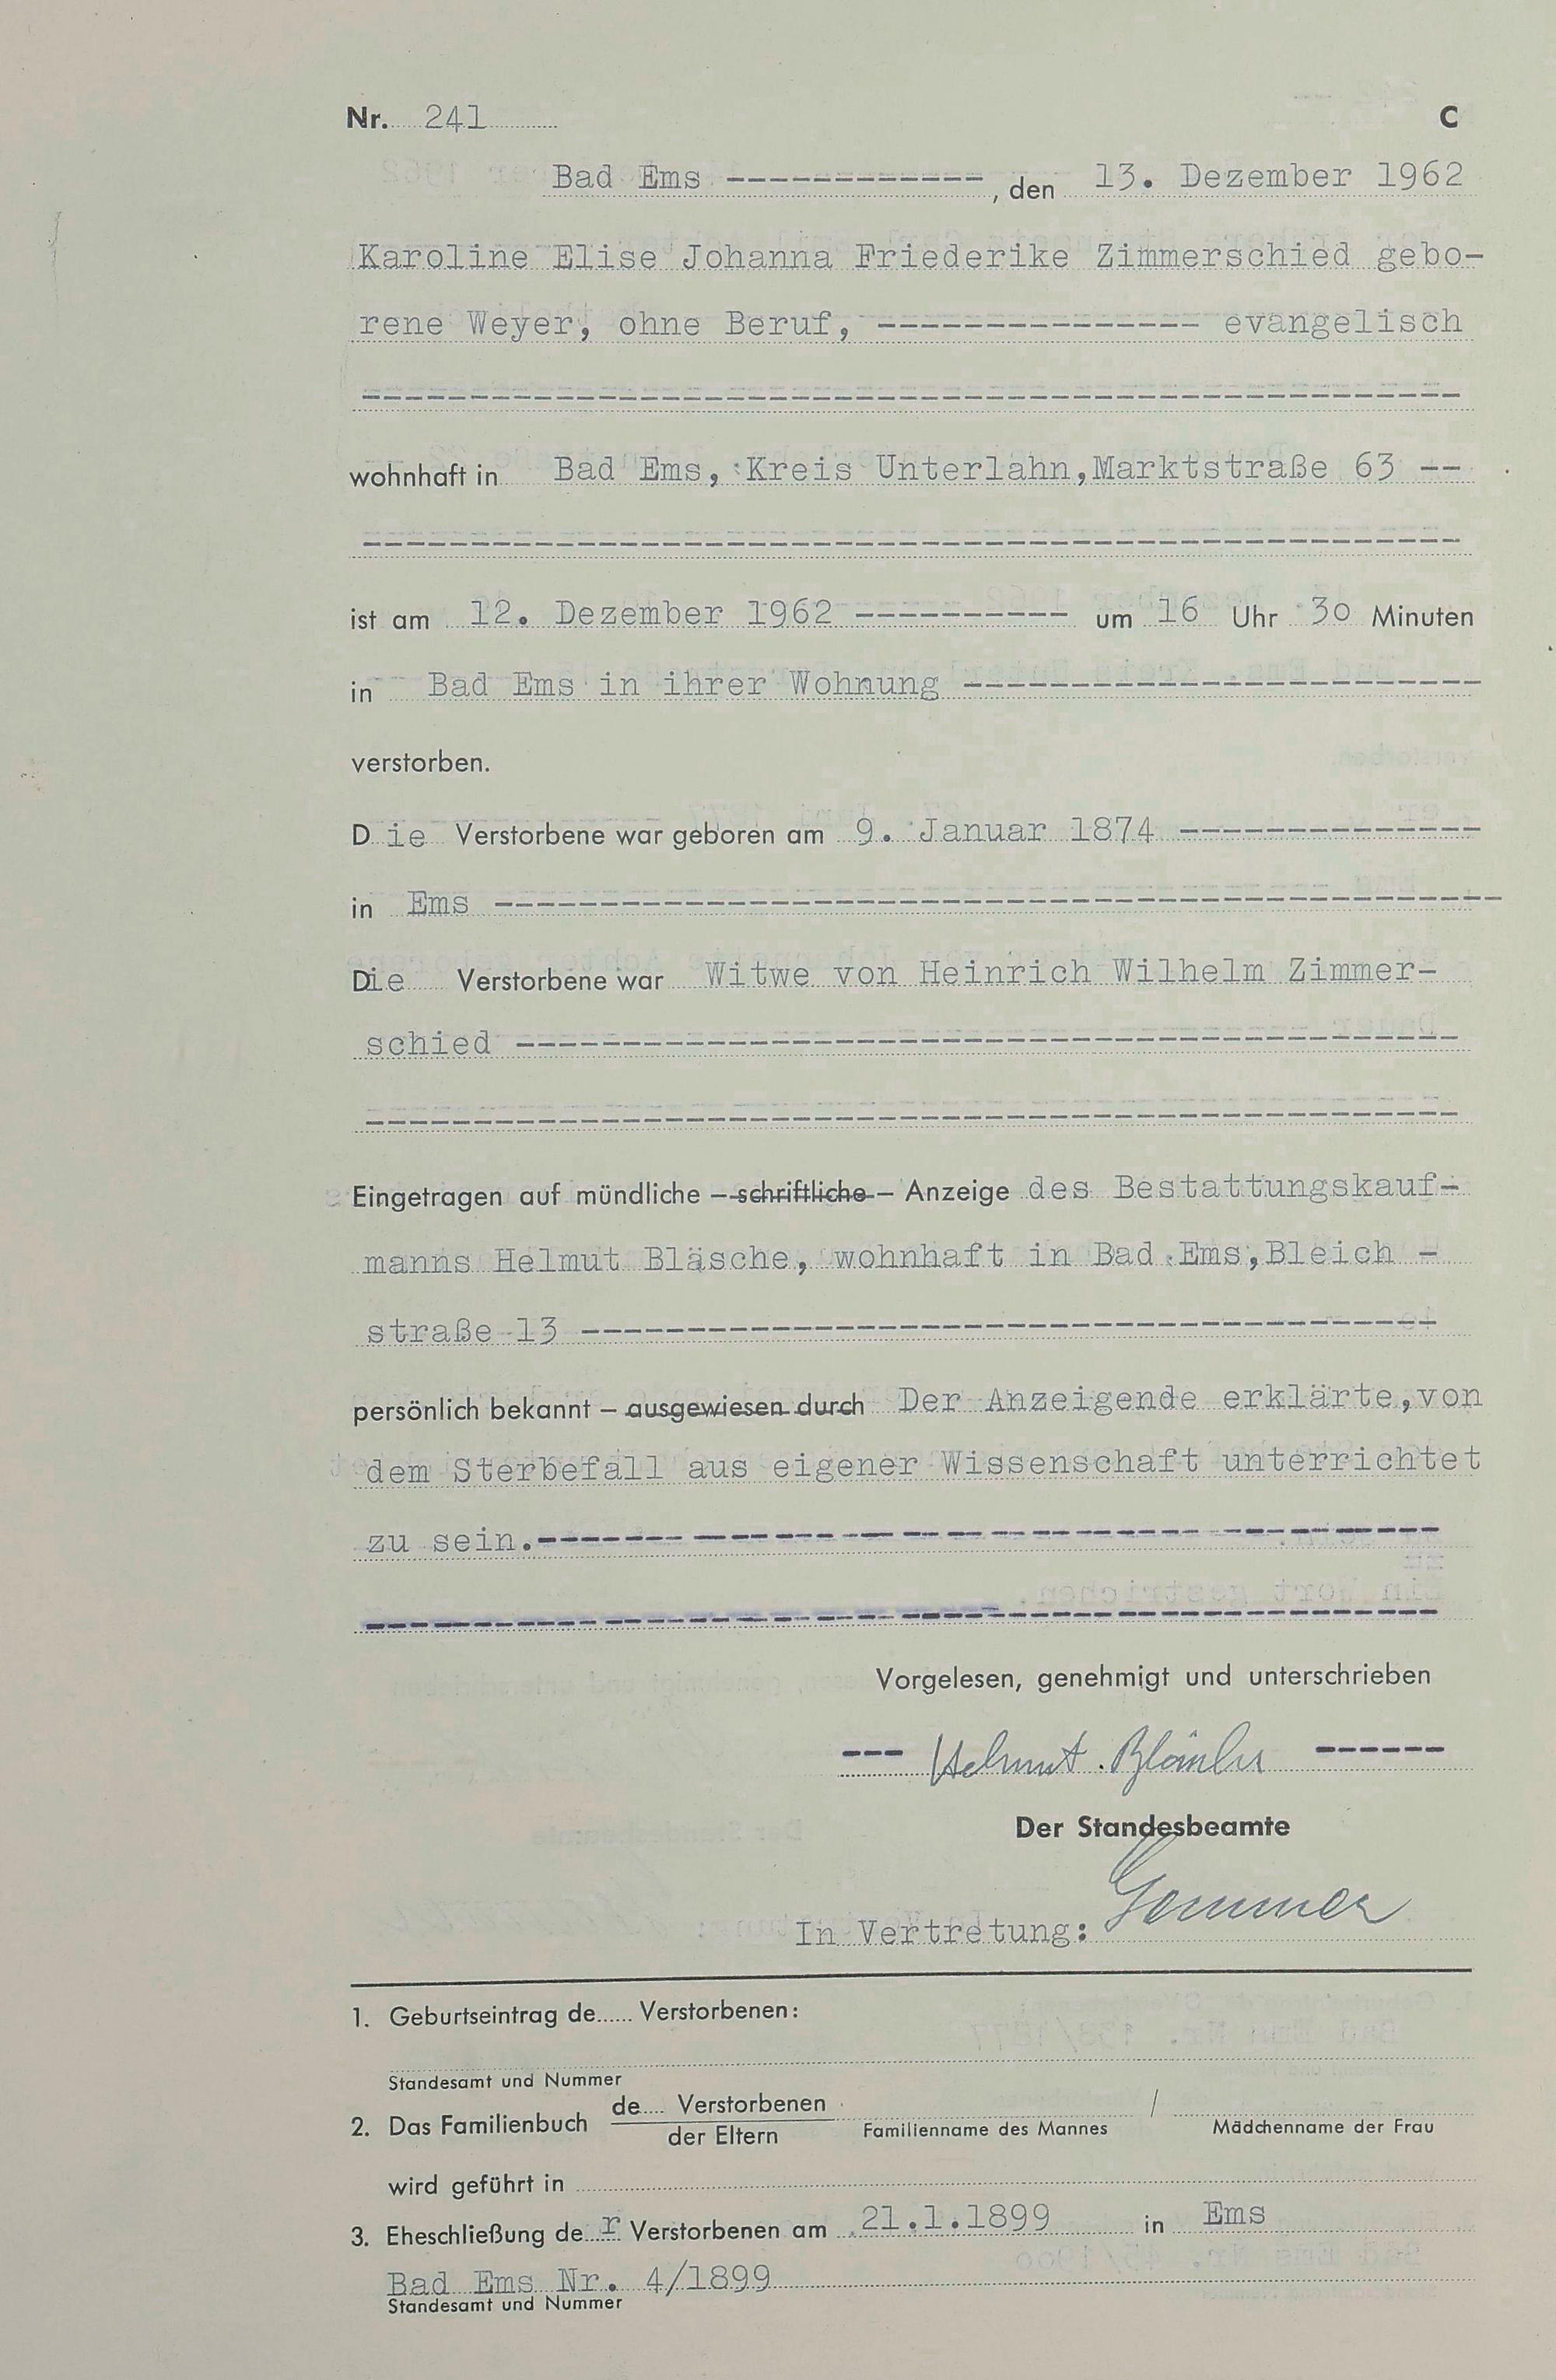 Nr. 241 C
Bad Ems -------------, den 13. Dezember 1962
Karoline Elise Johanna Friederike Zimmerschied gebo-
rene Weyer, ohne Beruf, --------------- evangelisch
wohnhaft in Bad Ems, Kreis Unterlahn,Marktstraße 63 --
ist am 12. Dezember 1962 ---------- um 16 Uhr 30 Minuten
in Bad Ems in ihrer Wohnung ------------------------
verstorben.
Die Verstorbene war geboren am 9. Januar 1874 --------------
in Ems -----------------------------------------------
Die Verstorbene war Witwe von Heinrich Wilhelm Zimmer-
schied --------------------------------------------
Eingetragen auf mündliche – schriftliche – Anzeige des Bestattungskauf-
manns Helmut Bläsche, wohnhaft in Bad Ems,Bleich -
straße 13 ----------------------------------------
persönlich bekannt – ausgewiesen durch Der Anzeigende erklärte,von
dem Sterbefall aus eigener Wissenschaft unterrichtet
zu sein.------------------------------------------
Vorgelesen, genehmigt und unterschrieben
--- Helmut Bläsche ------
Der Standesbeamte
In Vertretung: Gemmer
1. Geburtseintrag de...... Verstorbenen:
Standesamt und Nummer
2. Das Familienbuch de..... Verstorbenen / der Eltern /
Familienname des Mannes Mädchenname der Frau
wird geführt in
3. Eheschließung der Verstorbenen am 21.1.1899 in Ems
Bad Ems Nr. 4/1899
Standesamt und Nummer